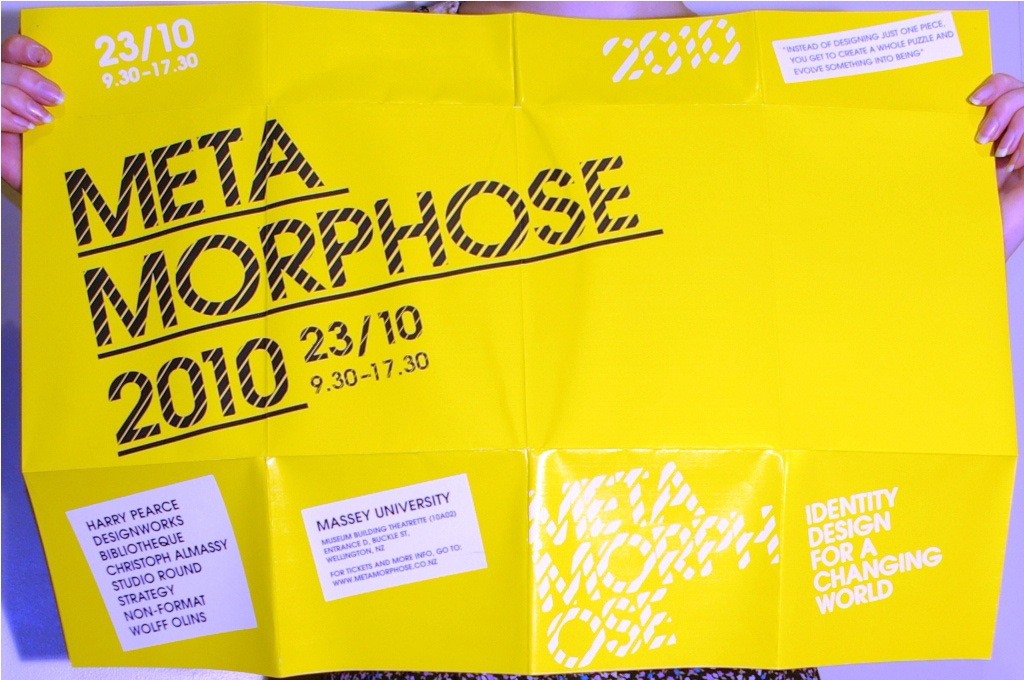 23/10
9.30-17.30
2010
"INSTEAD OF DESIGNING JUST ONE PIECE,
YOU GET TO CREATE A WHOLE PUZZLE AND
EVOLVE SOMETHING INTO BEING"
META
MORPHOSE
2010
23/10
9.30-17.30
HARRY PEARCE
DESIGNWORKS
BIBLIOTHEQUE
CHRISTOPH ALMASSY
STUDIO ROUND
STRATEGY
NON-FORMAT
WOLFF OLINS
MASSEY UNIVERSITY
MUSEUM BUILDING THEATRETTE (10A02)
ENTRANCE D, BUCKLE ST,
WELLINGTON, NZ
FOR TICKETS AND MORE INFO, GO TO:
WWW.METAMORPHOSE.CO.NZ
META
MORPH
OSE
IDENTITY
DESIGN
FOR A
CHANGING
WORLD